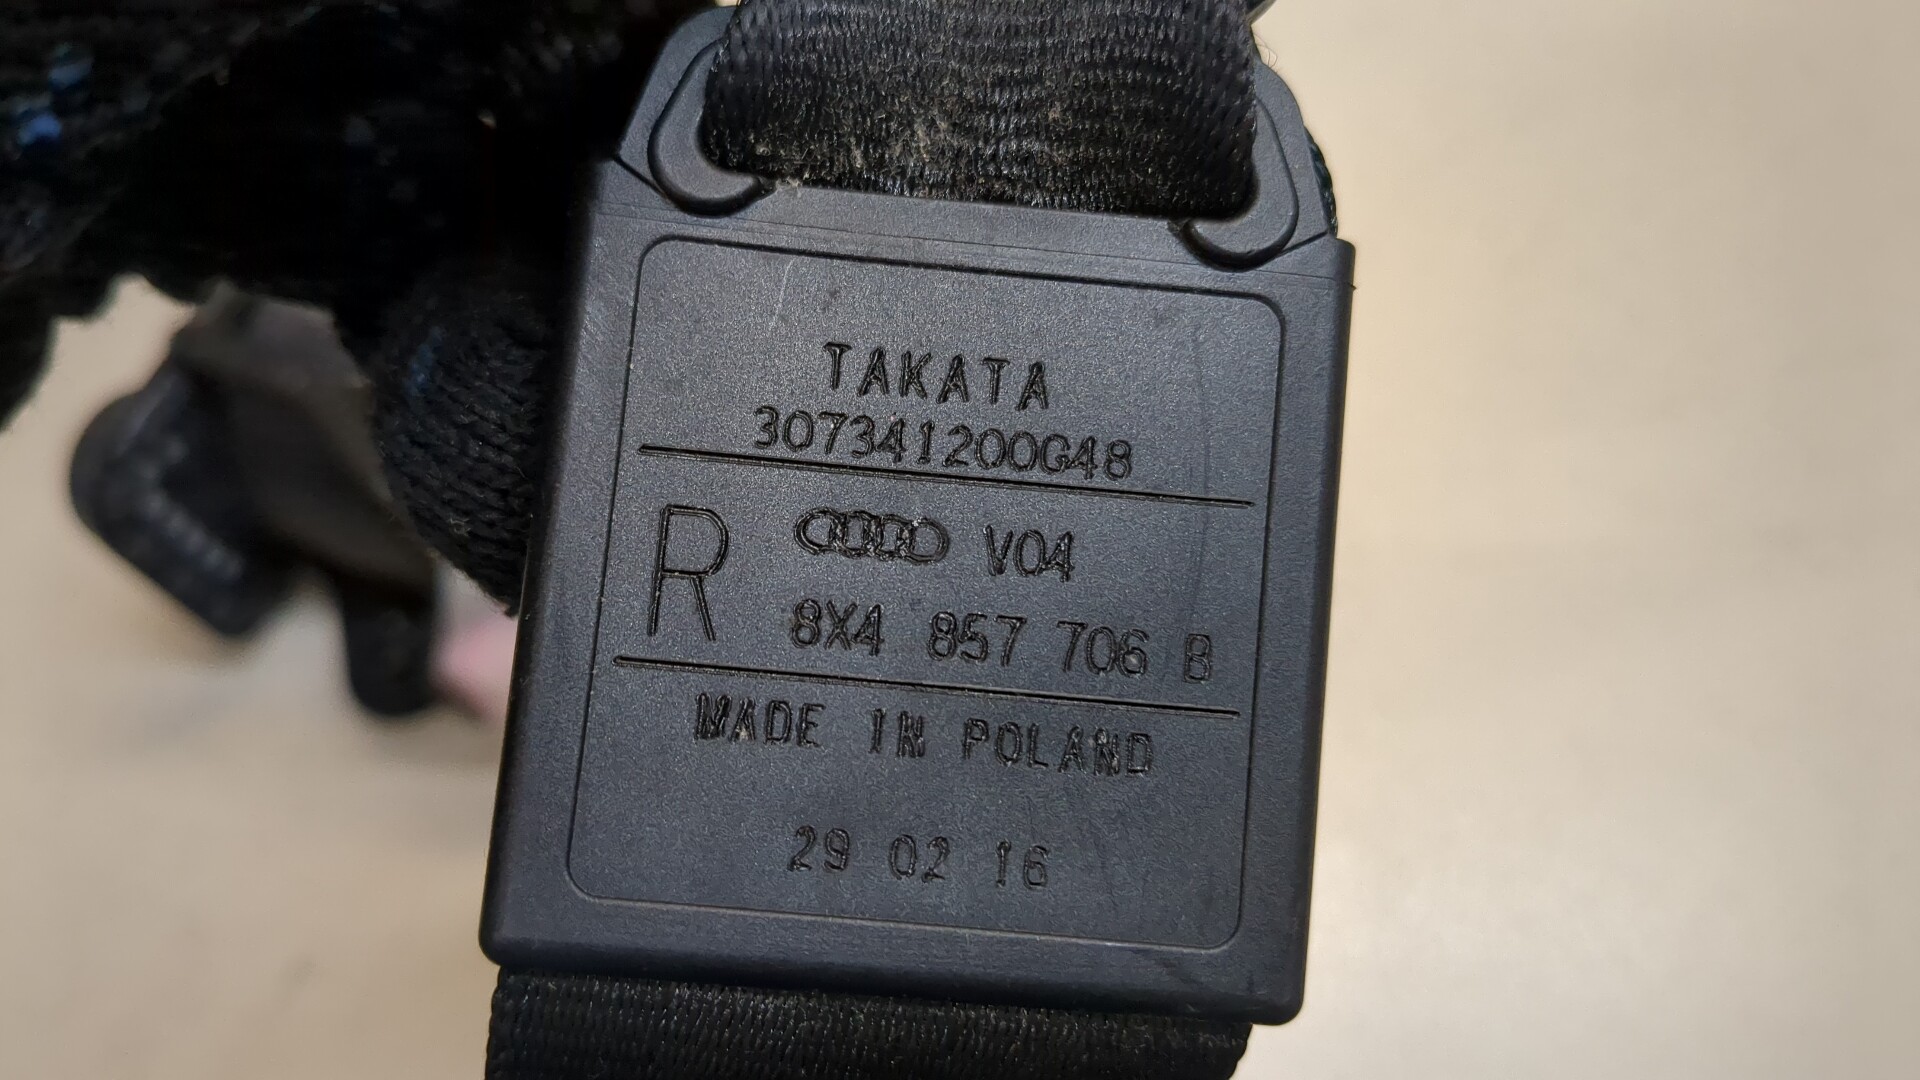 TAKATA
307341200G48
R
V04
8X4 857 706 B
MADE IN POLAND
29 02 16